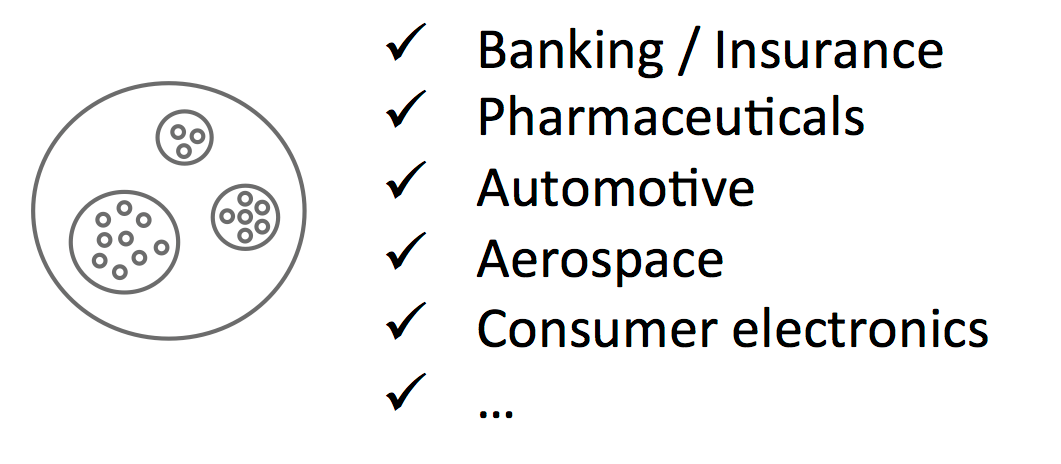 ✓ Banking / Insurance
✓ Pharmaceuticals
✓ Automotive
✓ Aerospace
✓ Consumer electronics
✓ ...